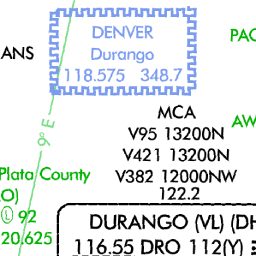 DENVER
Durango
118.575 348.7
ANS
PAC
9° E
MCA
V95 13200N
V421 13200N
V382 12000NW
122.2
AW
Plata County
O)
L 92
20.625
DURANGO (VL) (DH
116.55 DRO 112(Y)